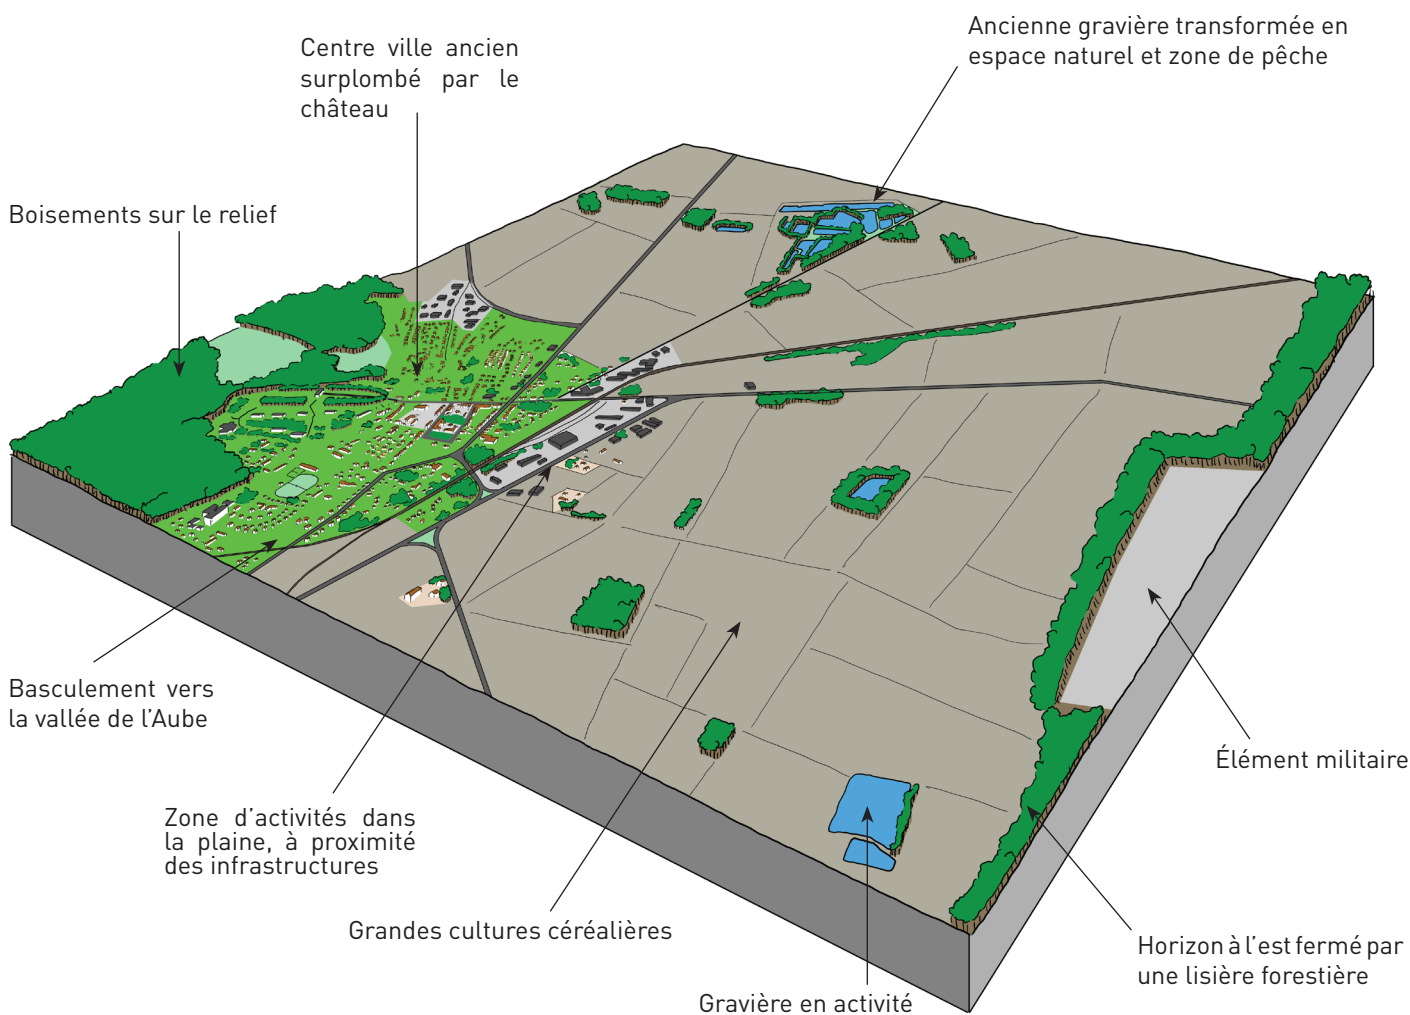 Ancienne gravière transformée en
espace naturel et zone de pêche
Centre ville ancien
surplombé par le
château
Boisements sur le relief
Basculement vers
la vallée de l’Aube
Élément militaire
Zone d’activités dans
la plaine, à proximité
des infrastructures
Grandes cultures céréalières
Horizon à l’est fermé par
une lisière forestière
Gravière en activité